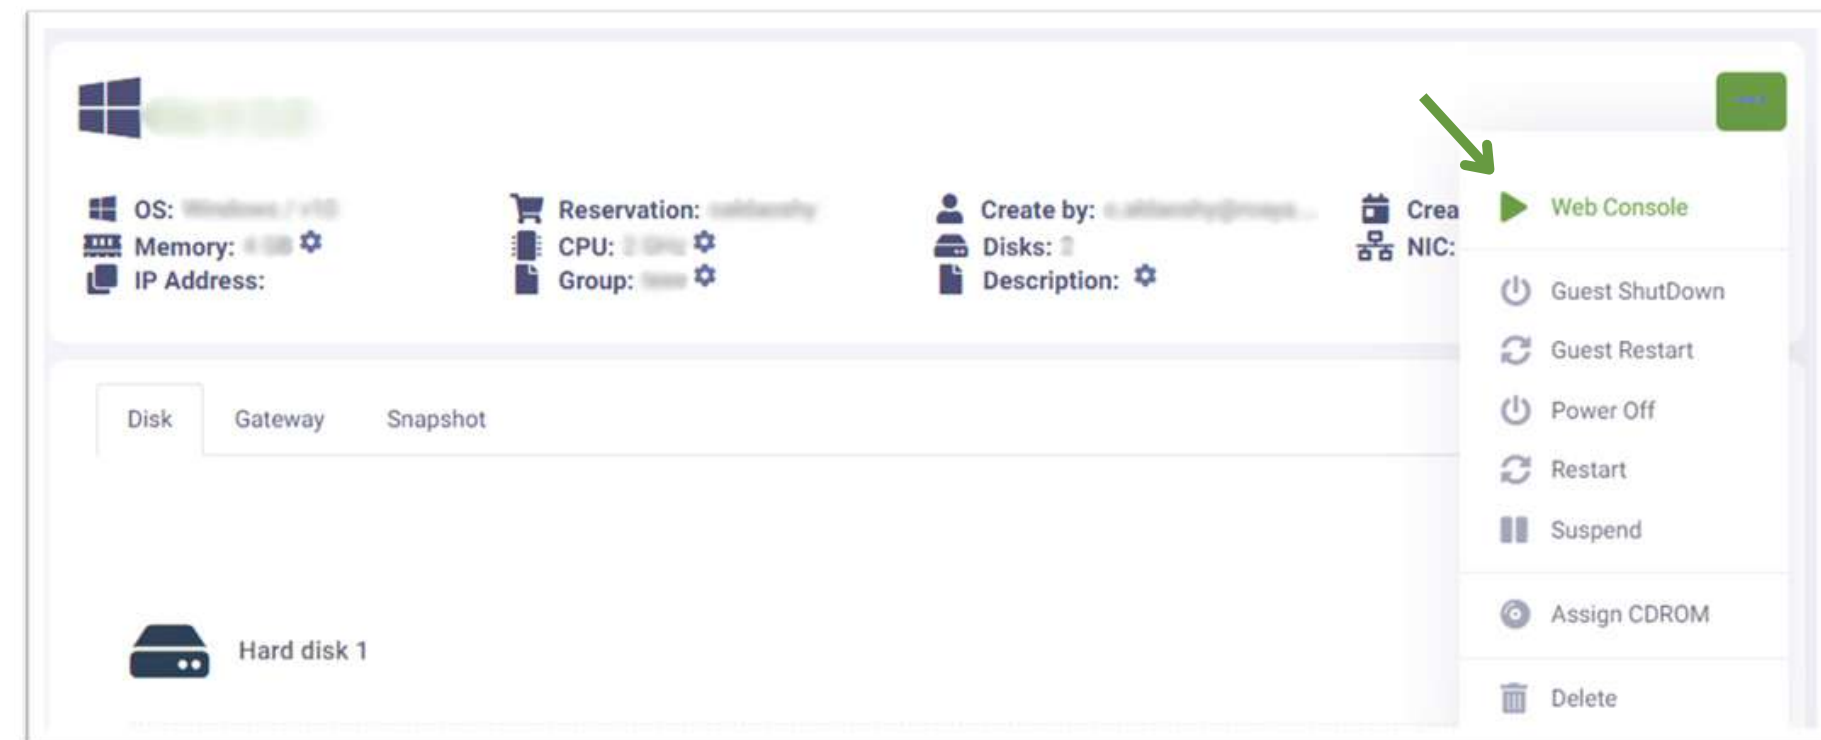 OS:
Reservation:
Create by:
Crea
Memory:
CPU:
Disks:
NIC:
IP Address:
Group:
Description:
Web Console
Guest ShutDown
Guest Restart
Power Off
Restart
Suspend
Assign CDROM
Delete
Disk
Gateway
Snapshot
Hard disk 1